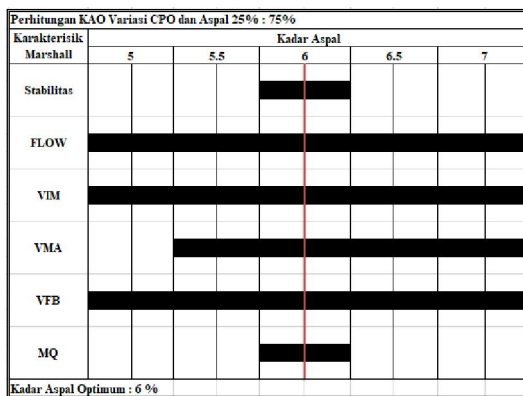 Perhitungan KAO Variasi CPO dan Aspal 25% : 75%
Karakterisik Marshall
Kadar Aspal
5 5.5 6 6.5 7
Stabilitas
FLOW
VIM
VMA
VFB
MQ
Kadar Aspal Optimum : 6 %